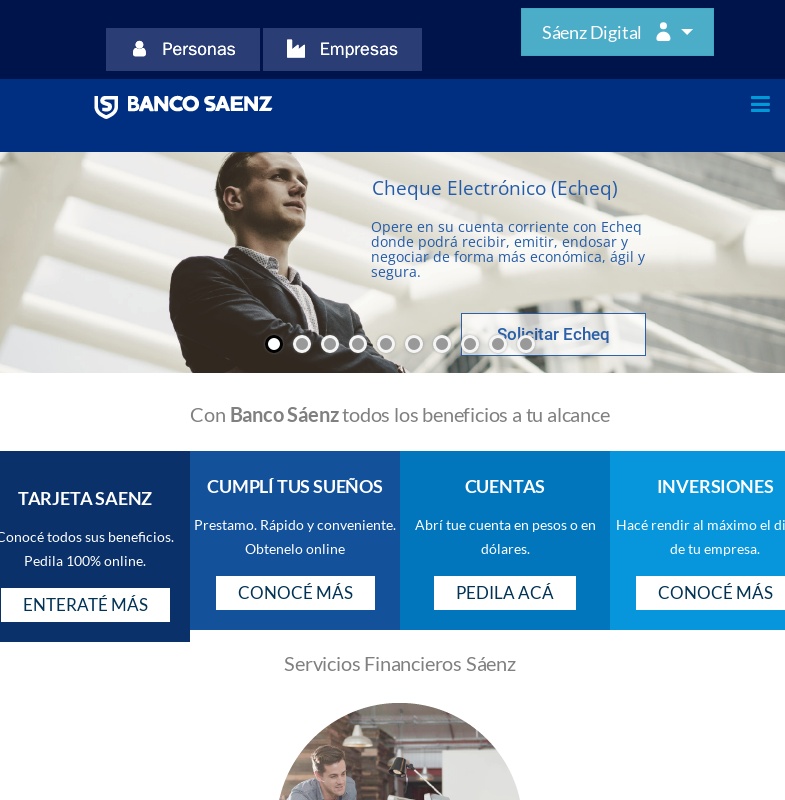 Personas
Empresas
Sáenz Digital
BANCO SAENZ
Cheque Electrónico (Echeq)
Opere en su cuenta corriente con Echeq
donde podrá recibir, emitir, endosar y
negociar de forma más económica, ágil y
segura.
Solicitar Echeq
Con Banco Sáenz todos los beneficios a tu alcance
TARJETA SAENZ
Conocé todos sus beneficios.
Pedila 100% online.
ENTERATÉ MÁS
CUMPLÍ TUS SUEÑOS
Prestamo. Rápido y conveniente.
Obtenelo online
CONOCÉ MÁS
CUENTAS
Abrí tue cuenta en pesos o en
dólares.
PEDILA ACÁ
INVERSIONES
Hacé rendir al máximo el di
de tu empresa.
CONOCÉ MÁS
Servicios Financieros Sáenz